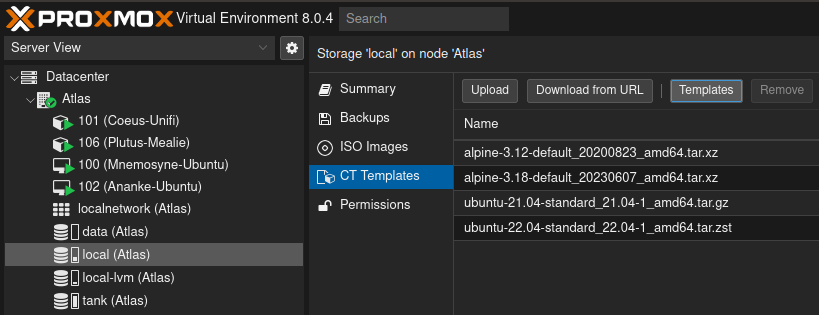 PROXMOX Virtual Environment 8.0.4 Search
Server View
Datacenter
Atlas
101 (Coeus-Unifi)
106 (Plutus-Mealie)
100 (Mnemosyne-Ubuntu)
102 (Ananke-Ubuntu)
localnetwork (Atlas)
data (Atlas)
local (Atlas)
local-lvm (Atlas)
tank (Atlas)
Storage 'local' on node 'Atlas'
Summary
Backups
ISO Images
CT Templates
Permissions
Upload Download from URL Templates Remove
Name
alpine-3.12-default_20200823_amd64.tar.xz
alpine-3.18-default_20230607_amd64.tar.xz
ubuntu-21.04-standard_21.04-1_amd64.tar.gz
ubuntu-22.04-standard_22.04-1_amd64.tar.zst